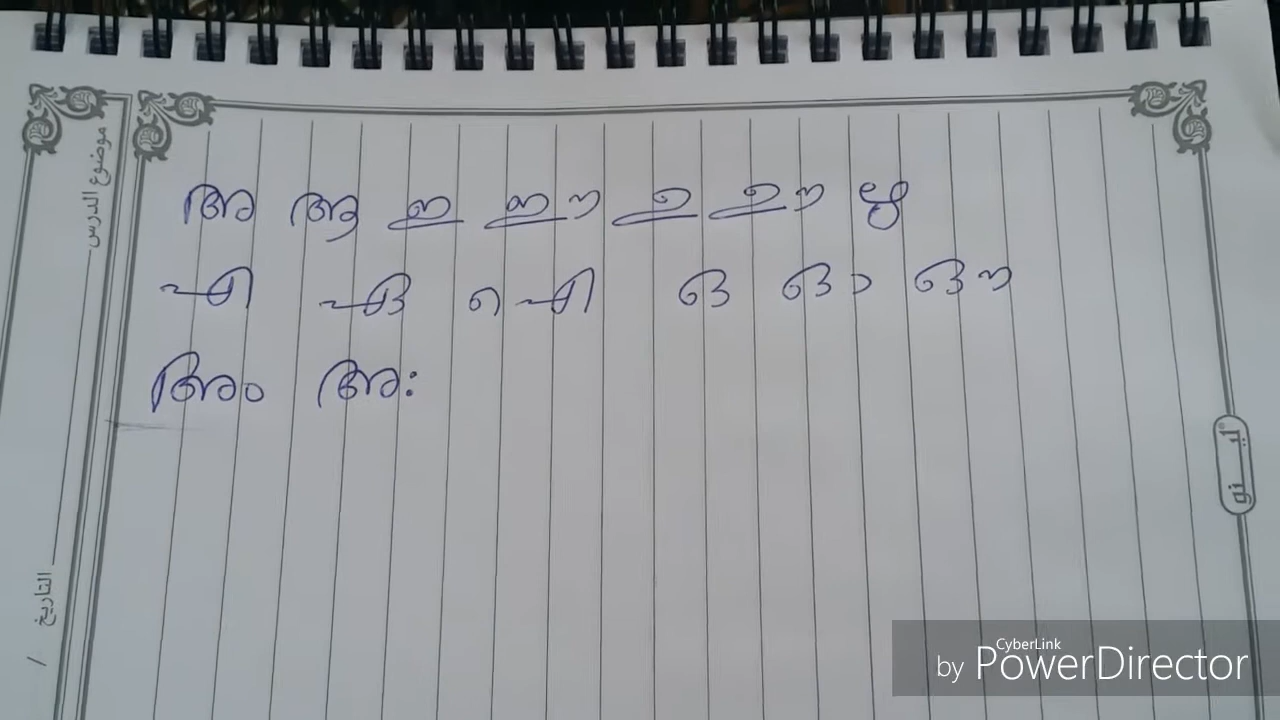 അ ആ ഇ ഈ ഉ ഊ ഋ
എ ഏ ഐ ഒ ഓ ഔ
അം അഃ
موضوع الدرس
التاريخ /
CyberLink
by PowerDirector